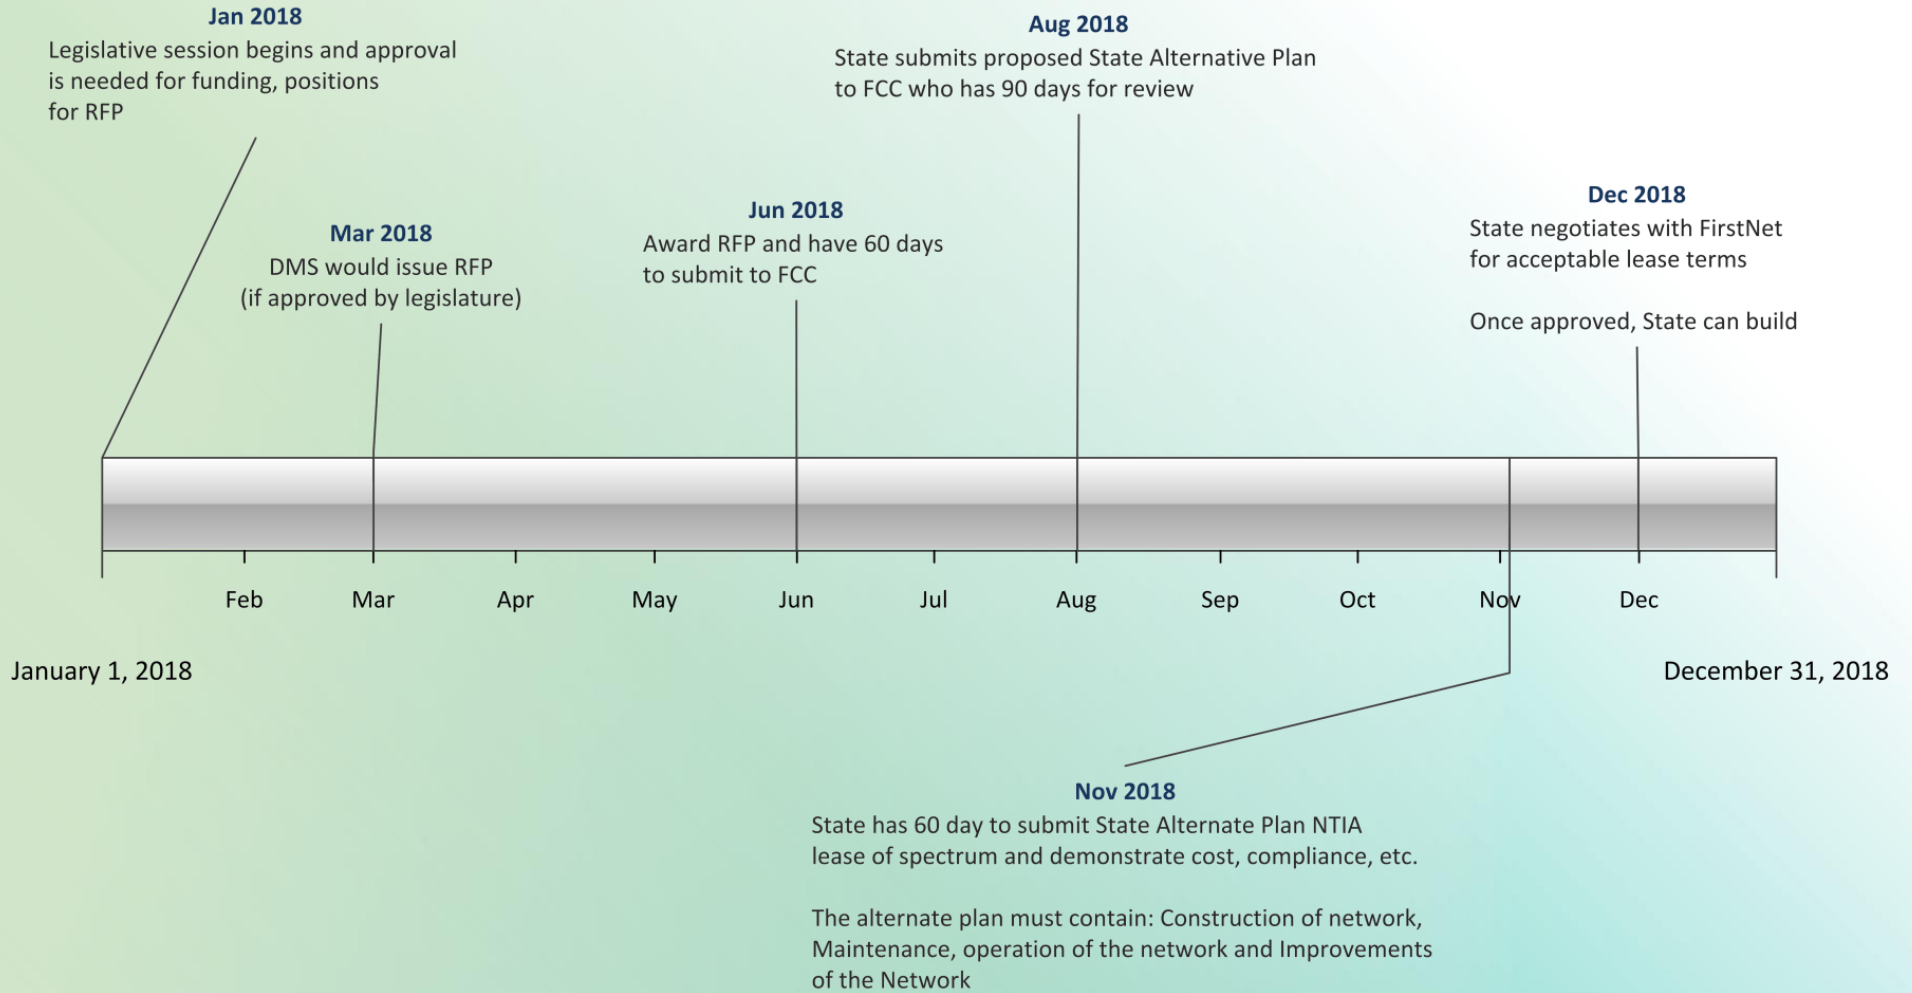 Jan 2018
Legislative session begins and approval
is needed for funding, positions
for RFP
Mar 2018
DMS would issue RFP
(if approved by legislature)
Jun 2018
Award RFP and have 60 days
to submit to FCC
Aug 2018
State submits proposed State Alternative Plan
to FCC who has 90 days for review
Dec 2018
State negotiates with FirstNet
for acceptable lease terms
Once approved, State can build
Feb
Mar
Apr
May
Jun
Jul
Aug
Sep
Oct
Nov
Dec
January 1, 2018
December 31, 2018
Nov 2018
State has 60 day to submit State Alternate Plan NTIA
lease of spectrum and demonstrate cost, compliance, etc.
The alternate plan must contain: Construction of network,
Maintenance, operation of the network and Improvements
of the Network